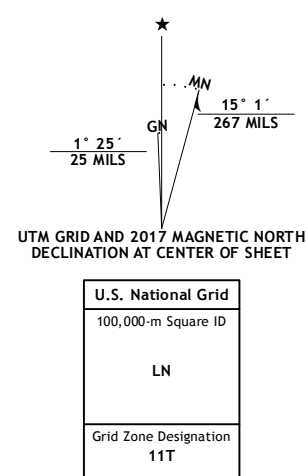 ★
MN
GN
15° 1´
267 MILS
1° 25´
25 MILS
UTM GRID AND 2017 MAGNETIC NORTH
DECLINATION AT CENTER OF SHEET
U.S. National Grid
100,000-m Square ID
LN
Grid Zone Designation
11T